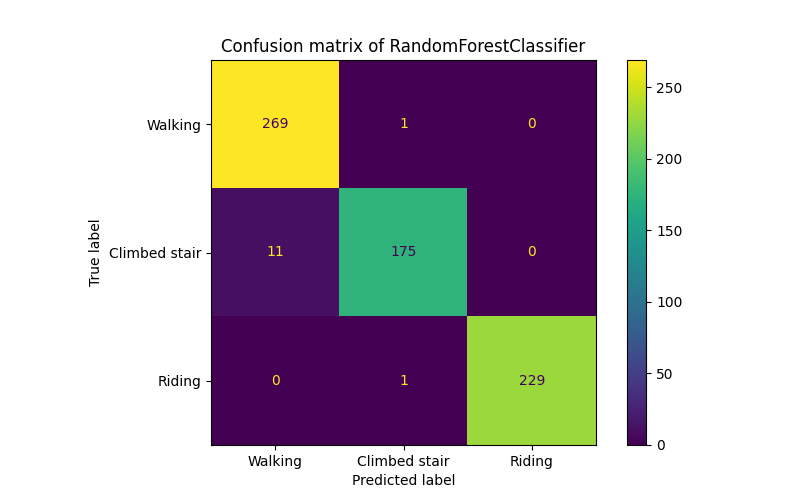 Confusion matrix of RandomForestClassifier
True label
Walking
269 1 0
Climbed stair
11 175 0
Riding
0 1 229
Walking Climbed stair Riding
Predicted label
250
200
150
100
50
0